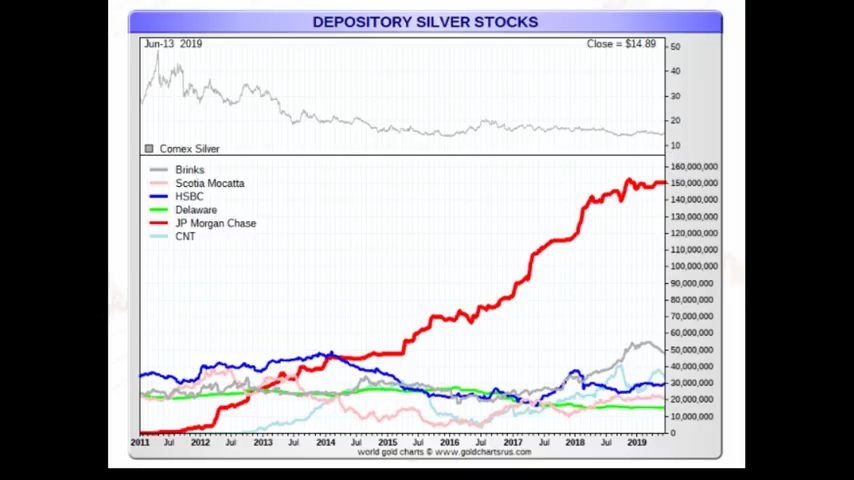 DEPOSITORY SILVER STOCKS
Jun-13 2019 Close = $14.89
50
40
30
20
10
Comex Silver
Brinks
Scotia Mocatta
HSBC
Delaware
JP Morgan Chase
CNT
160,000,000
150,000,000
140,000,000
130,000,000
120,000,000
110,000,000
100,000,000
90,000,000
80,000,000
70,000,000
60,000,000
50,000,000
40,000,000
30,000,000
20,000,000
10,000,000
0
2011 Jul 2012 Jul 2013 Jul 2014 Jul 2015 Jul 2016 Jul 2017 Jul 2018 Jul 2019
world gold charts © www.goldchartsrus.com